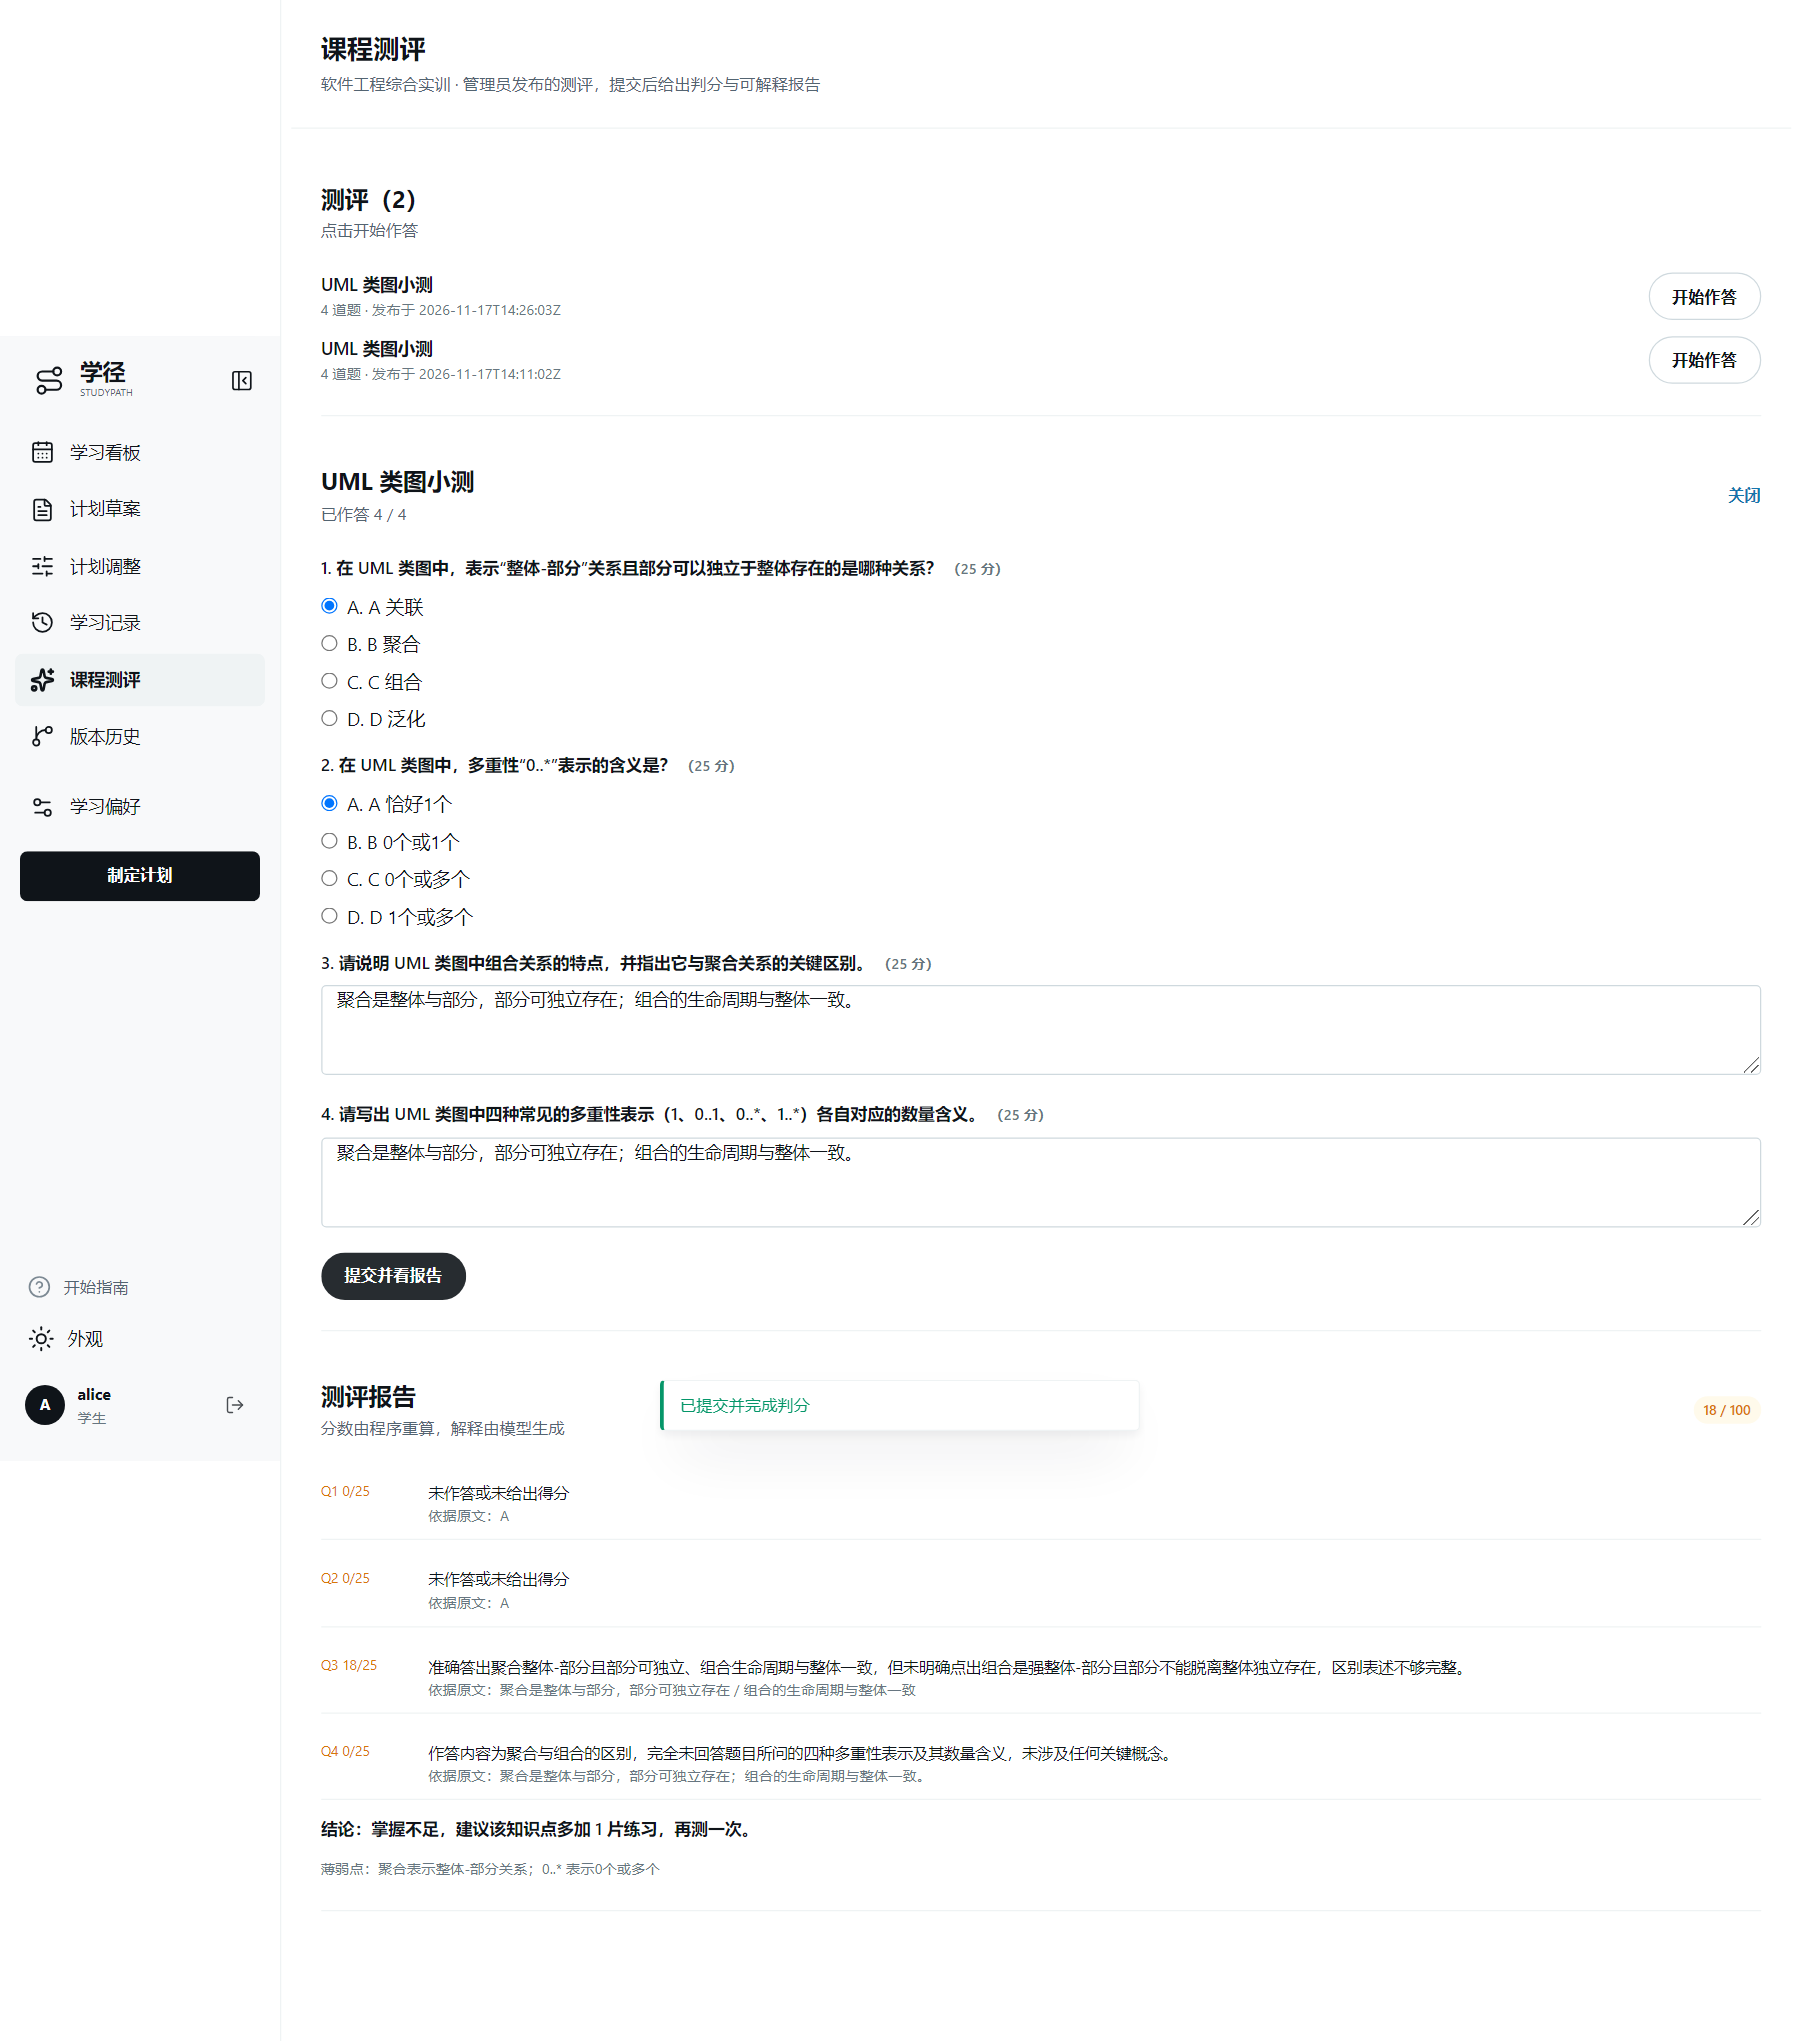 课程测评
软件工程综合实训 · 管理员发布的测评，提交后给出判分与可解释报告
测评（2）
点击开始作答
UML 类图小测
4 道题 · 发布于 2026-11-17T14:26:03Z
开始作答
UML 类图小测
4 道题 · 发布于 2026-11-17T14:11:02Z
开始作答
学径
STUDYPATH
学习看板
计划草案
计划调整
学习记录
课程测评
版本历史
学习偏好
制定计划
开始指南
外观
A
alice
学生
UML 类图小测
已作答 4 / 4
关闭
1. 在 UML 类图中，表示“整体-部分”关系且部分可以独立于整体存在的是哪种关系？ （25 分）
A. A 关联
B. B 聚合
C. C 组合
D. D 泛化
2. 在 UML 类图中，多重性“0..*”表示的含义是？ （25 分）
A. A 恰好1个
B. B 0个或1个
C. C 0个或多个
D. D 1个或多个
3. 请说明 UML 类图中组合关系的特点，并指出它与聚合关系的关键区别。 （25 分）
聚合是整体与部分，部分可独立存在；组合的生命周期与整体一致。
4. 请写出 UML 类图中四种常见的多重性表示（1、0..1、0..*、1..*）各自对应的数量含义。 （25 分）
聚合是整体与部分，部分可独立存在；组合的生命周期与整体一致。
提交并看报告
测评报告
分数由程序重算，解释由模型生成
已提交并完成判分
18 / 100
Q1 0/25
未作答或未给出得分
依据原文：A
Q2 0/25
未作答或未给出得分
依据原文：A
Q3 18/25
准确答出聚合整体-部分且部分可独立、组合生命周期与整体一致，但未明确点出组合是强整体-部分且部分不能脱离整体独立存在，区别表述不够完整。
依据原文：聚合是整体与部分，部分可独立存在 / 组合的生命周期与整体一致
Q4 0/25
作答内容为聚合与组合的区别，完全未回答题目所问的四种多重性表示及其数量含义，未涉及任何关键概念。
依据原文：聚合是整体与部分，部分可独立存在；组合的生命周期与整体一致。
结论：掌握不足，建议该知识点多加 1 片练习，再测一次。
薄弱点：聚合表示整体-部分关系；0..* 表示0个或多个